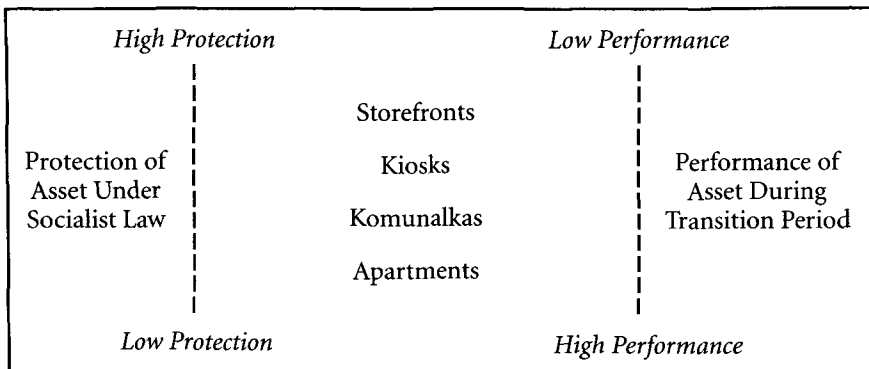 High Protection
Low Performance
Storefronts
Protection of
Asset Under
Socialist Law
Kiosks
Komunalkas
Apartments
Performance of
Asset During
Transition Period
Low Protection
High Performance